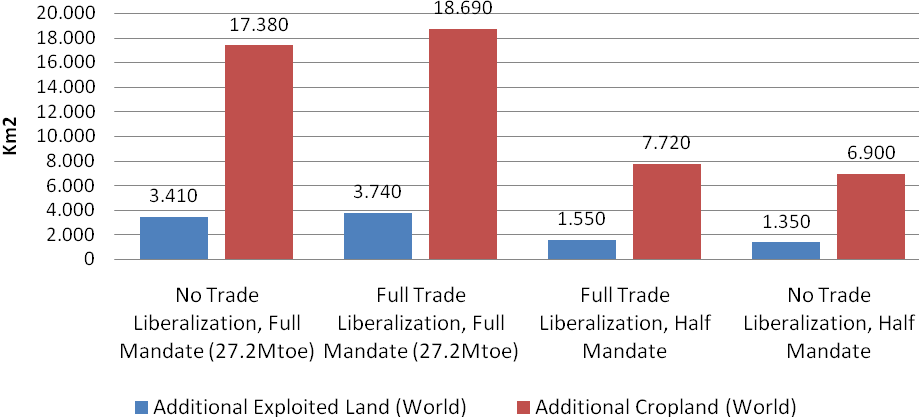 20.000
18.000
16.000
14.000
12.000
10.000
8.000
6.000
4.000
2.000
0
Km2
3.410
17.380
3.740
18.690
1.550
7.720
1.350
6.900
No Trade
Liberalization, Full
Mandate (27.2Mtoe)
Full Trade
Liberalization, Full
Mandate (27.2Mtoe)
Full Trade
Liberalization, Half
Mandate
No Trade
Liberalization, Half
Mandate
Additional Exploited Land (World)
Additional Cropland (World)